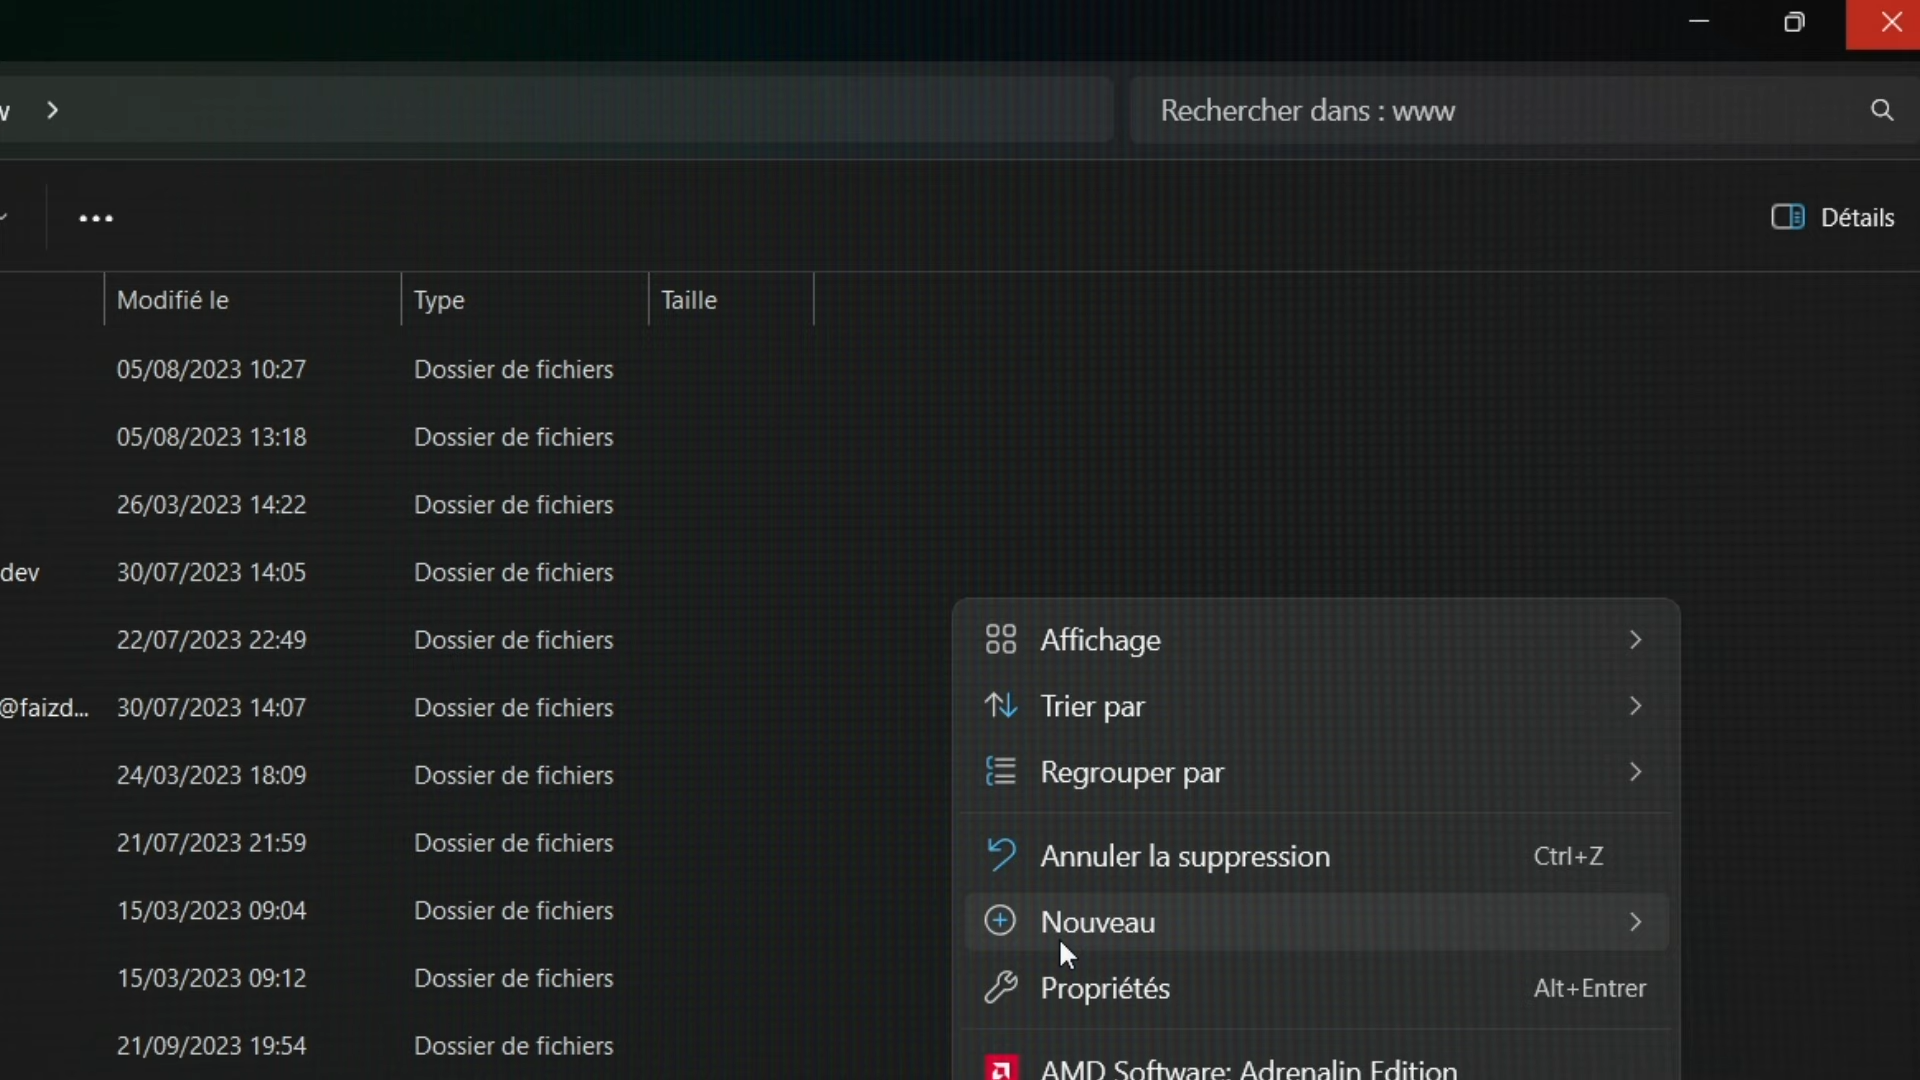 Rechercher dans : www
Détails
Modifié le Type Taille
05/08/2023 10:27 Dossier de fichiers
05/08/2023 13:18 Dossier de fichiers
26/03/2023 14:22 Dossier de fichiers
dev 30/07/2023 14:05 Dossier de fichiers
22/07/2023 22:49 Dossier de fichiers
@faizd... 30/07/2023 14:07 Dossier de fichiers
24/03/2023 18:09 Dossier de fichiers
21/07/2023 21:59 Dossier de fichiers
15/03/2023 09:04 Dossier de fichiers
15/03/2023 09:12 Dossier de fichiers
21/09/2023 19:54 Dossier de fichiers
Affichage
Trier par
Regrouper par
Annuler la suppression Ctrl+Z
Nouveau
Propriétés Alt+Entrer
AMD Software: Adrenalin Edition